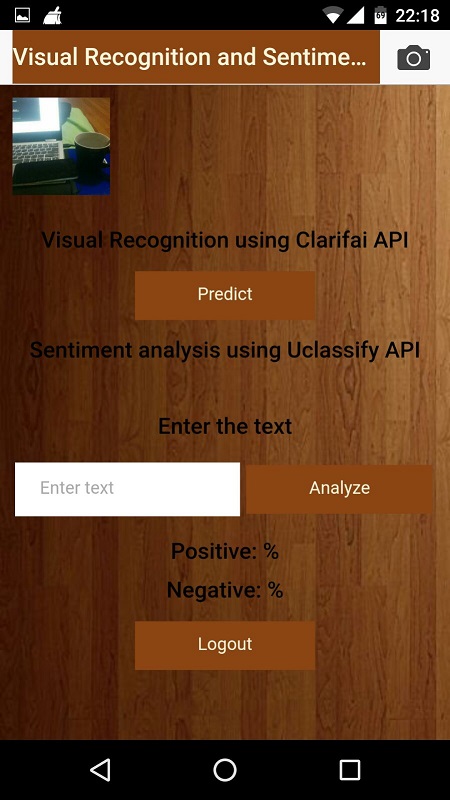 69 22:18
Visual Recognition and Sentime...
Visual Recognition using Clarifai API
Predict
Sentiment analysis using Uclassify API
Enter the text
Enter text Analyze
Positive: %
Negative: %
Logout